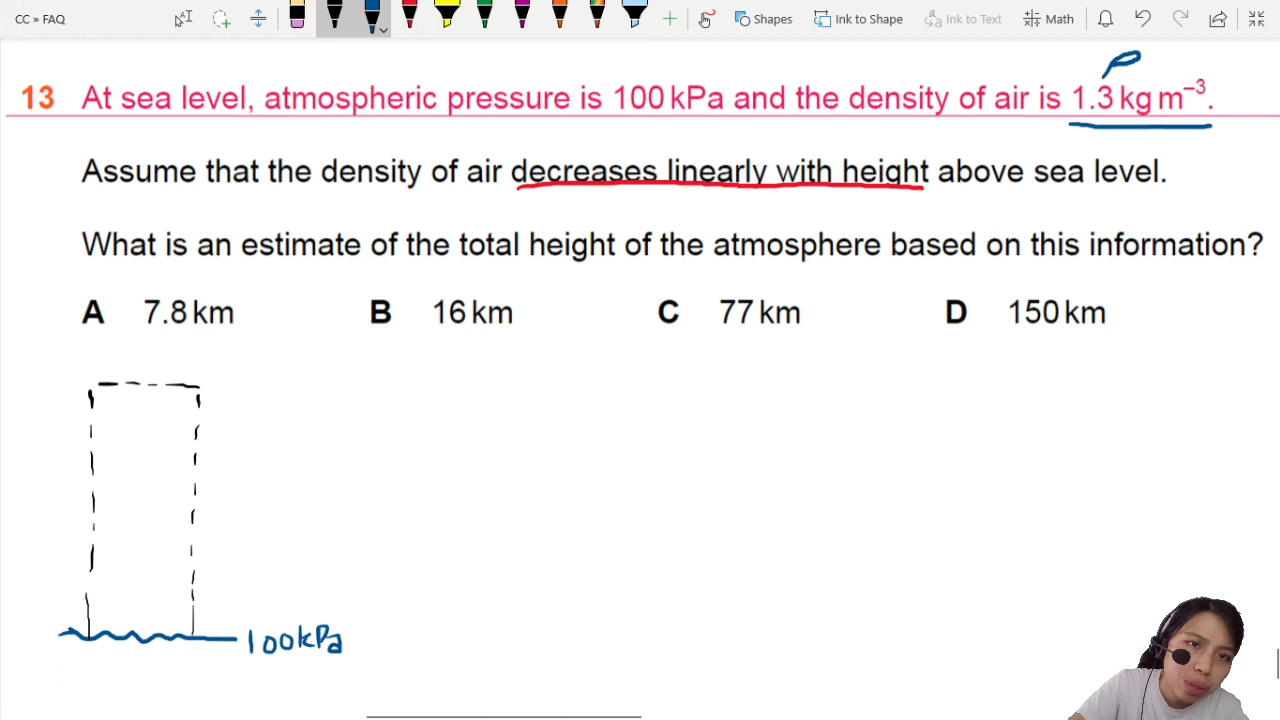 CC » FAQ
Shapes
Ink to Shape
Ink to Text
Math
ρ
13 At sea level, atmospheric pressure is 100 kPa and the density of air is 1.3 kg m⁻³.
Assume that the density of air decreases linearly with height above sea level.
What is an estimate of the total height of the atmosphere based on this information?
A 7.8 km B 16 km C 77 km D 150 km
100kPa